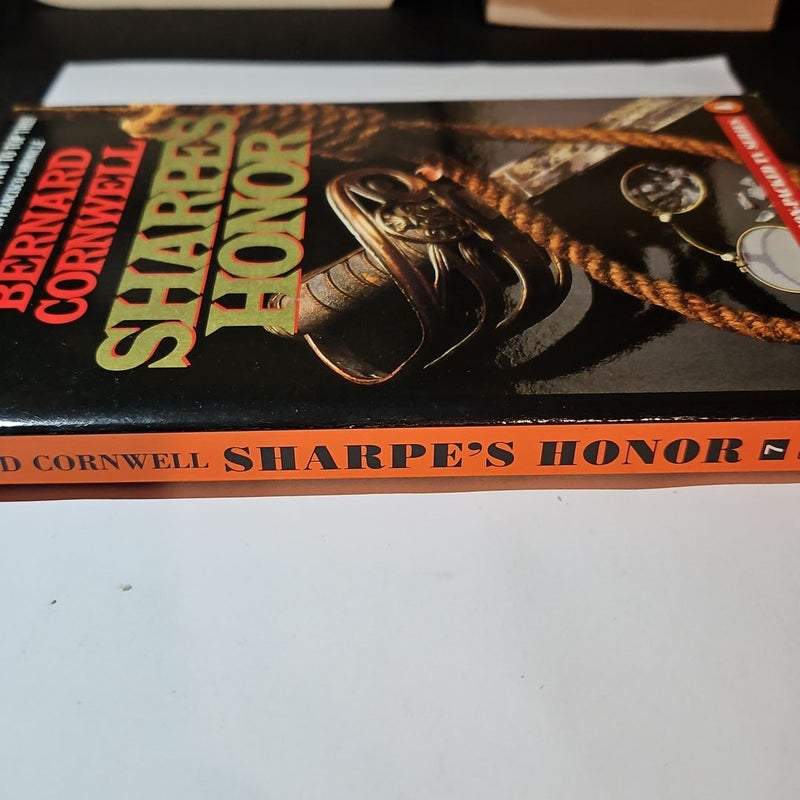 BERNARD
CORNWELL
SHARPE'S
HONOR
D CORNWELL SHARPE'S HONOR 7